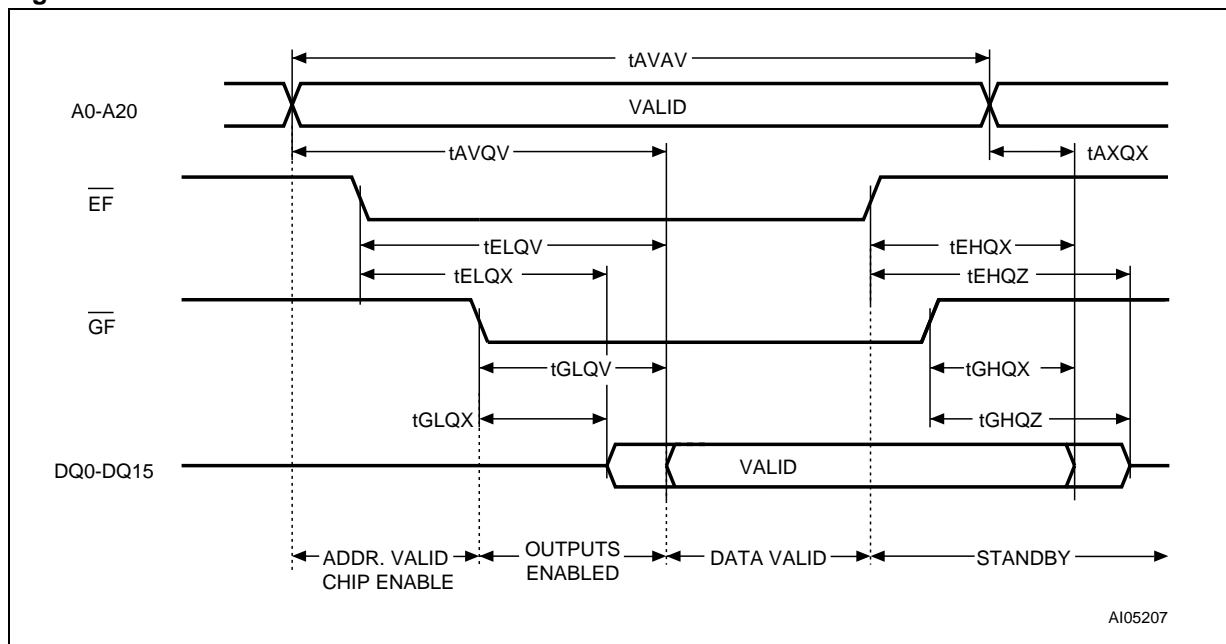 tAVAV
A0-A20
VALID
tAVQV
tAXQX
EF
tELQV
tEHQX
tELQX
tEHQZ
GF
tGLQV
tGHQX
tGLQX
tGHQZ
DQ0-DQ15
VALID
ADDR. VALID
CHIP ENABLE
OUTPUTS
ENABLED
DATA VALID
STANDBY
AI05207